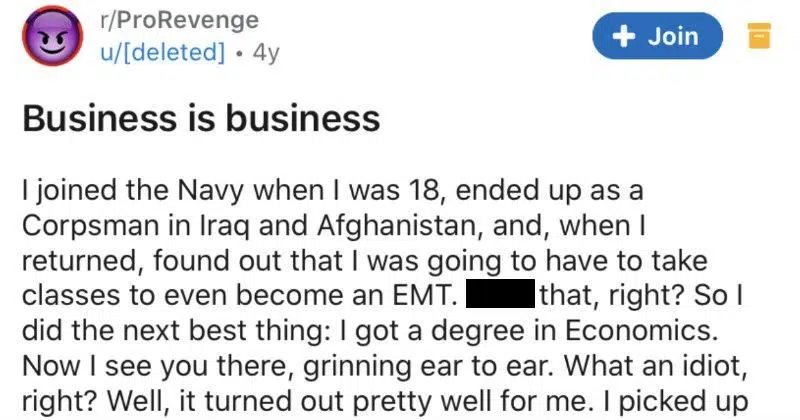 r/ProRevenge
u/[deleted] • 4y
+ Join
Business is business
I joined the Navy when I was 18, ended up as a
Corpsman in Iraq and Afghanistan, and, when I
returned, found out that I was going to have to take
classes to even become an EMT. that, right? So I
did the next best thing: I got a degree in Economics.
Now I see you there, grinning ear to ear. What an idiot,
right? Well, it turned out pretty well for me. I picked up